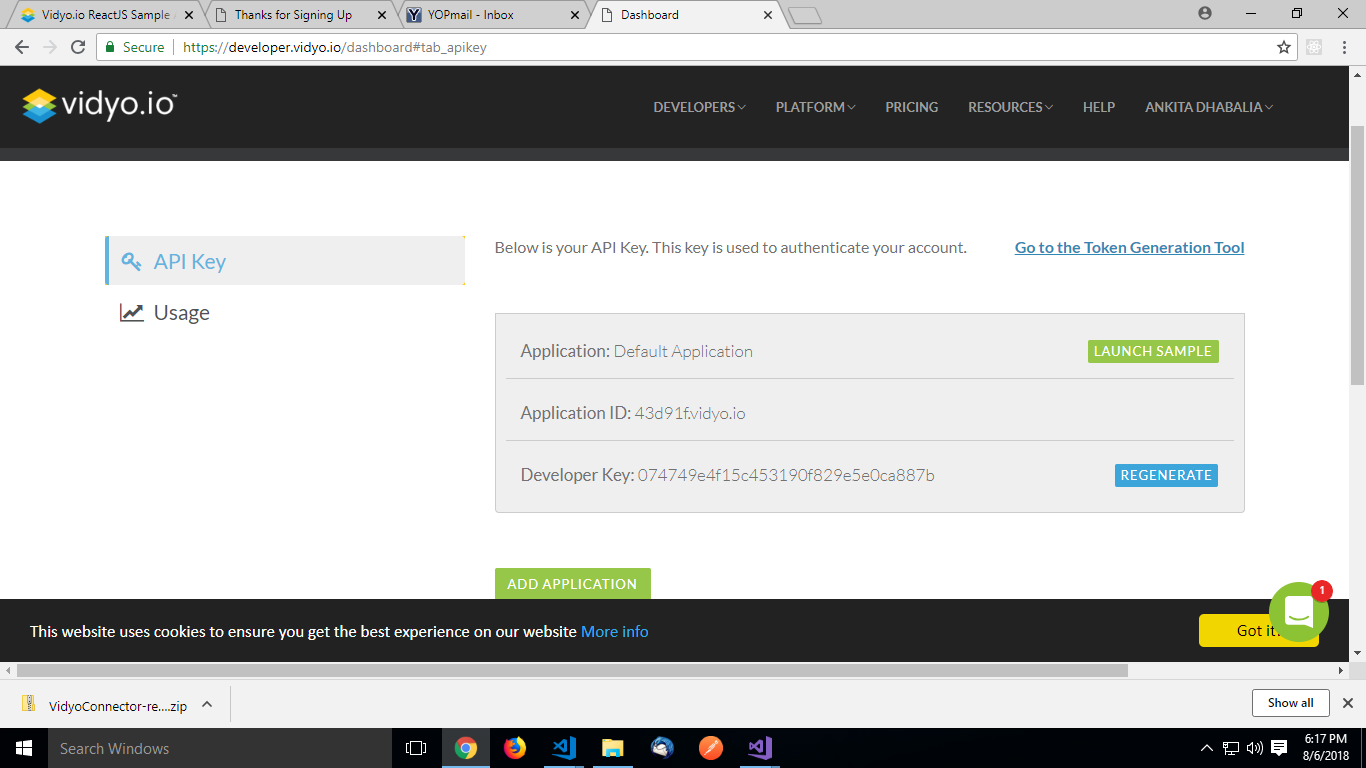 Vidyo.io ReactJS Sample
Thanks for Signing Up
YOPmail - Inbox
Dashboard
Secure
https://developer.vidyo.io/dashboard#tab_apikey
vidyo.io™
DEVELOPERS
PLATFORM
PRICING
RESOURCES
HELP
ANKITA DHABALIA
API Key
Usage
Below is your API Key. This key is used to authenticate your account.
Go to the Token Generation Tool
Application: Default Application
LAUNCH SAMPLE
Application ID: 43d91f.vidyo.io
Developer Key: 074749e4f15c453190f829e5e0ca887b
REGENERATE
ADD APPLICATION
1
This website uses cookies to ensure you get the best experience on our website More info
Got it!
VidyoConnector-re....zip
Show all
Search Windows
6:17 PM
8/6/2018